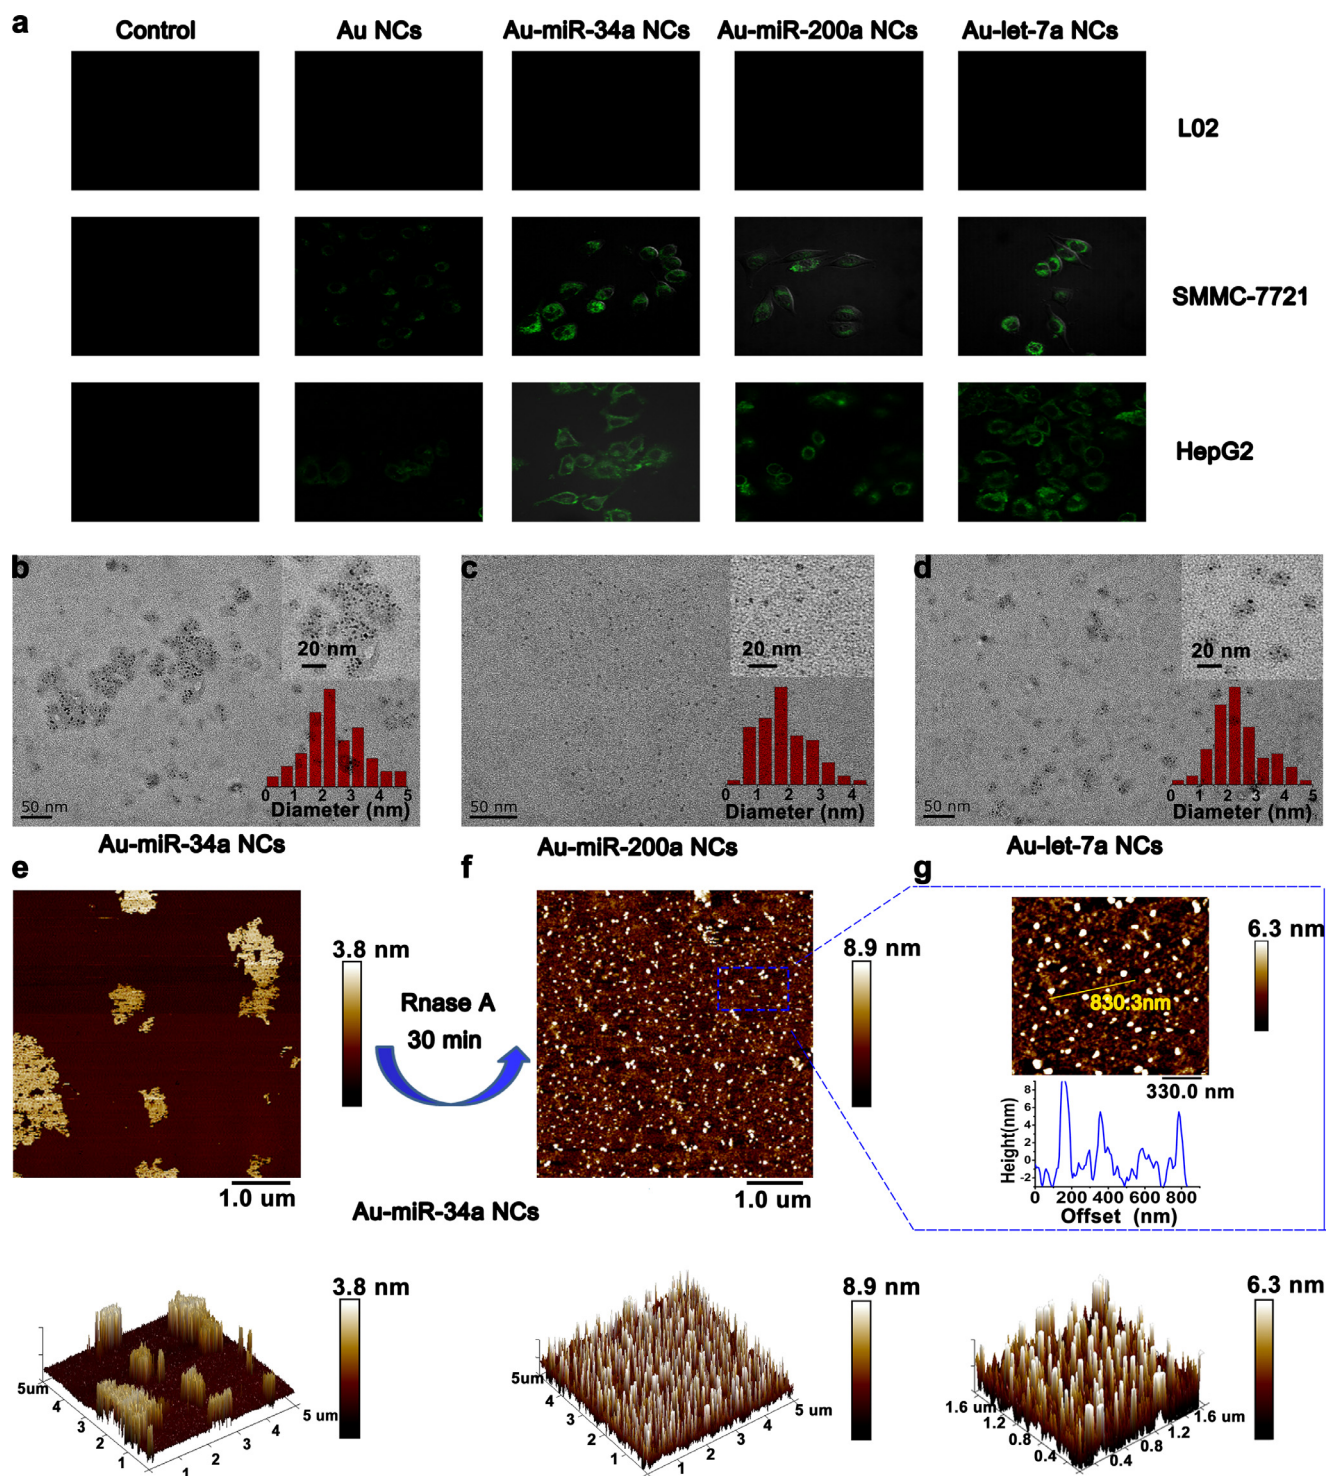 a
Control
Au NCs
Au-miR-34a NCs
Au-miR-200a NCs
Au-let-7a NCs
L02
SMMC-7721
HepG2
b
20 nm
50 nm
0 1 2 3 4 5
Diameter (nm)
Au-miR-34a NCs
c
20 nm
50 nm
0 1 2 3 4
Diameter (nm)
Au-miR-200a NCs
d
20 nm
50 nm
0 1 2 3 4 5
Diameter (nm)
Au-let-7a NCs
e
3.8 nm
1.0 um
Rnase A
30 min
f
8.9 nm
1.0 um
Au-miR-34a NCs
g
6.3 nm
830.3nm
330.0 nm
8
6
4
2
0
-2
Height(nm)
0 200 400 600 800
Offset (nm)
3.8 nm
5um
4
3
2
1
1
2
3
4
5 um
8.9 nm
5um
4
3
2
1
1
2
3
4
5 um
6.3 nm
1.6 um
1.2
0.8
0.4
0.4
0.8
1.2
1.6 um